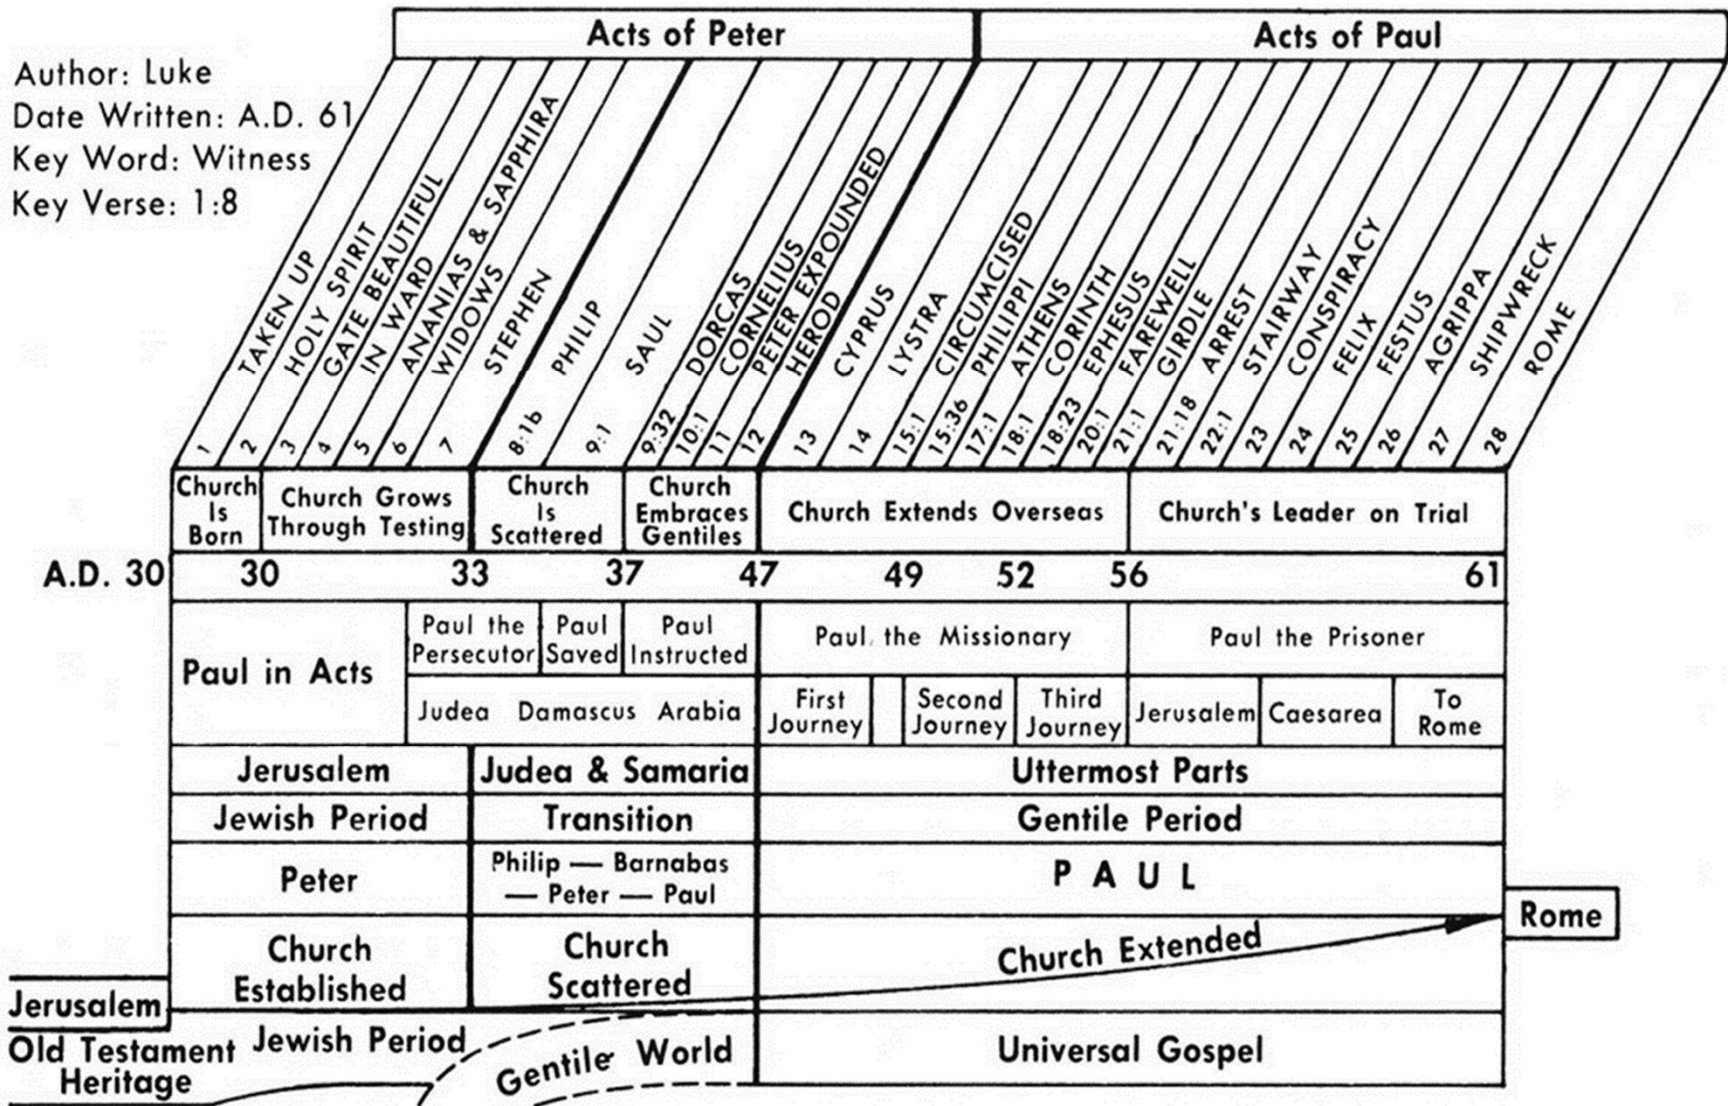 Acts of Peter
Acts of Paul
Author: Luke
Date Written: A.D. 61
Key Word: Witness
Key Verse: 1:8
TAKEN UP
HOLY SPIRIT
GATE BEAUTIFUL
IN WARD
ANANIAS & SAPPHIRA
WIDOWS
STEPHEN
PHILIP
SAUL
DORCAS
CORNELIUS
PETER EXPOUNDED
HEROD
CYPRUS
LYSTRA
CIRCUMCISED
PHILIPPI
ATHENS
CORINTH
EPHESUS
FAREWELL
GIRDLE
ARREST
STAIRWAY
CONSPIRACY
FELIX
FESTUS
AGRIPPA
SHIPWRECK
ROME
1
2
3
4
5
6
7
8:1b
9:1
9:32
10:1
11
12
13
14
15:1
15:36
17:1
18:1
18:23
20:1
21:1
21:18
22:1
23
24
25
26
27
28
Church
Is
Born
Church Grows
Through Testing
Church
Is
Scattered
Church
Embraces
Gentiles
Church Extends Overseas
Church's Leader on Trial
A.D. 30 30 33 37 47 49 52 56 61
Paul in Acts
Paul the
Persecutor
Paul
Saved
Paul
Instructed
Paul the Missionary
Paul the Prisoner
Judea Damascus Arabia
First
Journey
Second
Journey
Third
Journey
Jerusalem
Caesarea
To
Rome
Jerusalem
Judea & Samaria
Uttermost Parts
Jewish Period
Transition
Gentile Period
Peter
Philip — Barnabas
— Peter — Paul
PAUL
Church
Established
Church
Scattered
Church Extended
Rome
Jerusalem
Old Testament
Heritage
Jewish Period
Gentile World
Universal Gospel